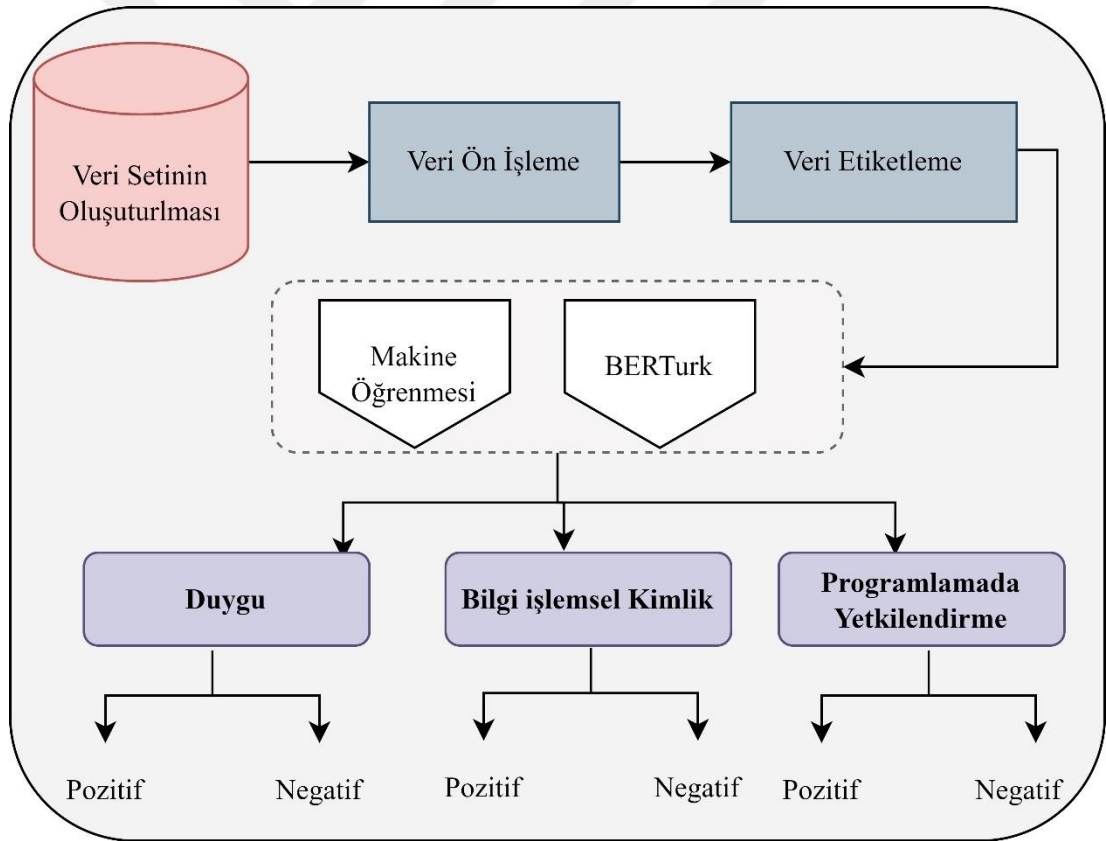 Veri Setinin
Oluşuturlması
Veri Ön İşleme
Veri Etiketleme
Makine
Öğrenmesi
BERTurk
Duygu
Bilgi işlemsel Kimlik
Programlamada
Yetkilendirme
Pozitif
Negatif
Pozitif
Negatif
Pozitif
Negatif